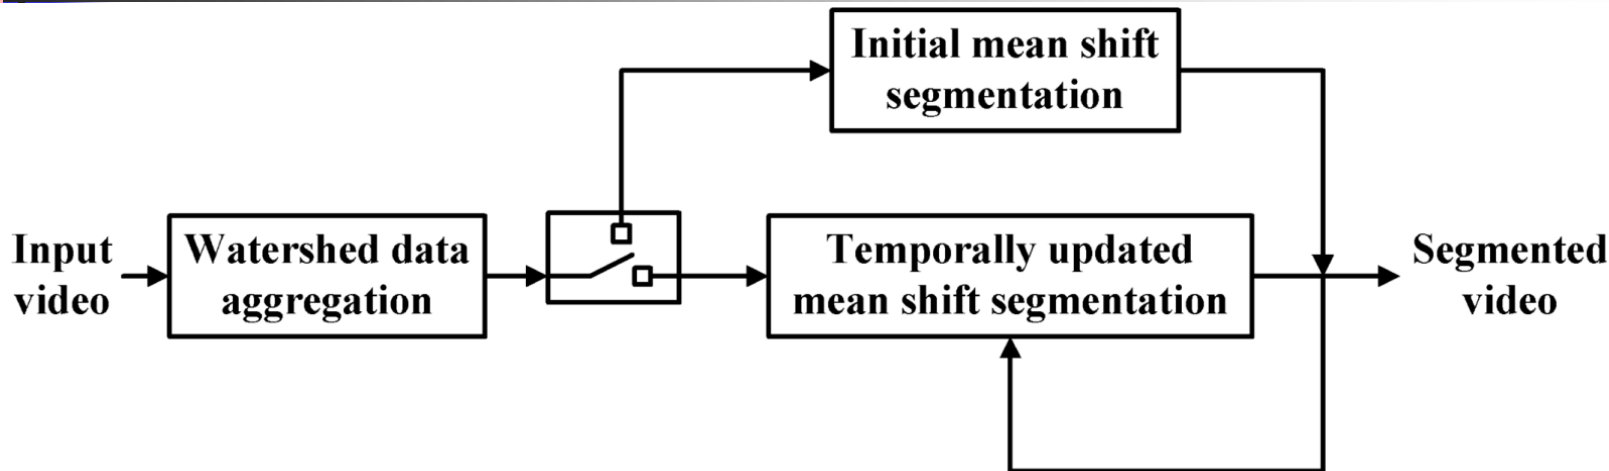 Initial mean shift
segmentation
Input
video
Watershed data
aggregation
Temporally updated
mean shift segmentation
Segmented
video